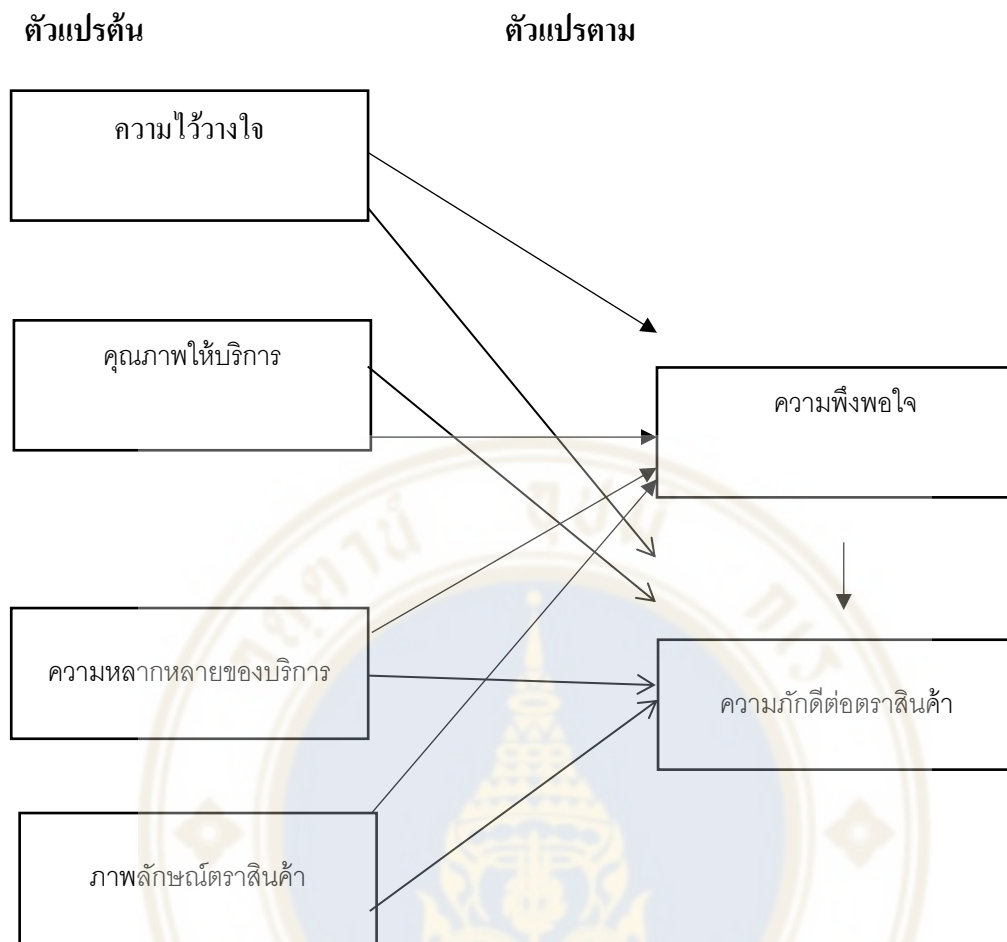 ตัวแปรต้น
ตัวแปรตาม
ความไว้วางใจ
คุณภาพให้บริการ
ความพึงพอใจ
ความหลากหลายของบริการ
ความภักดีต่อตราสินค้า
ภาพลักษณ์ตราสินค้า